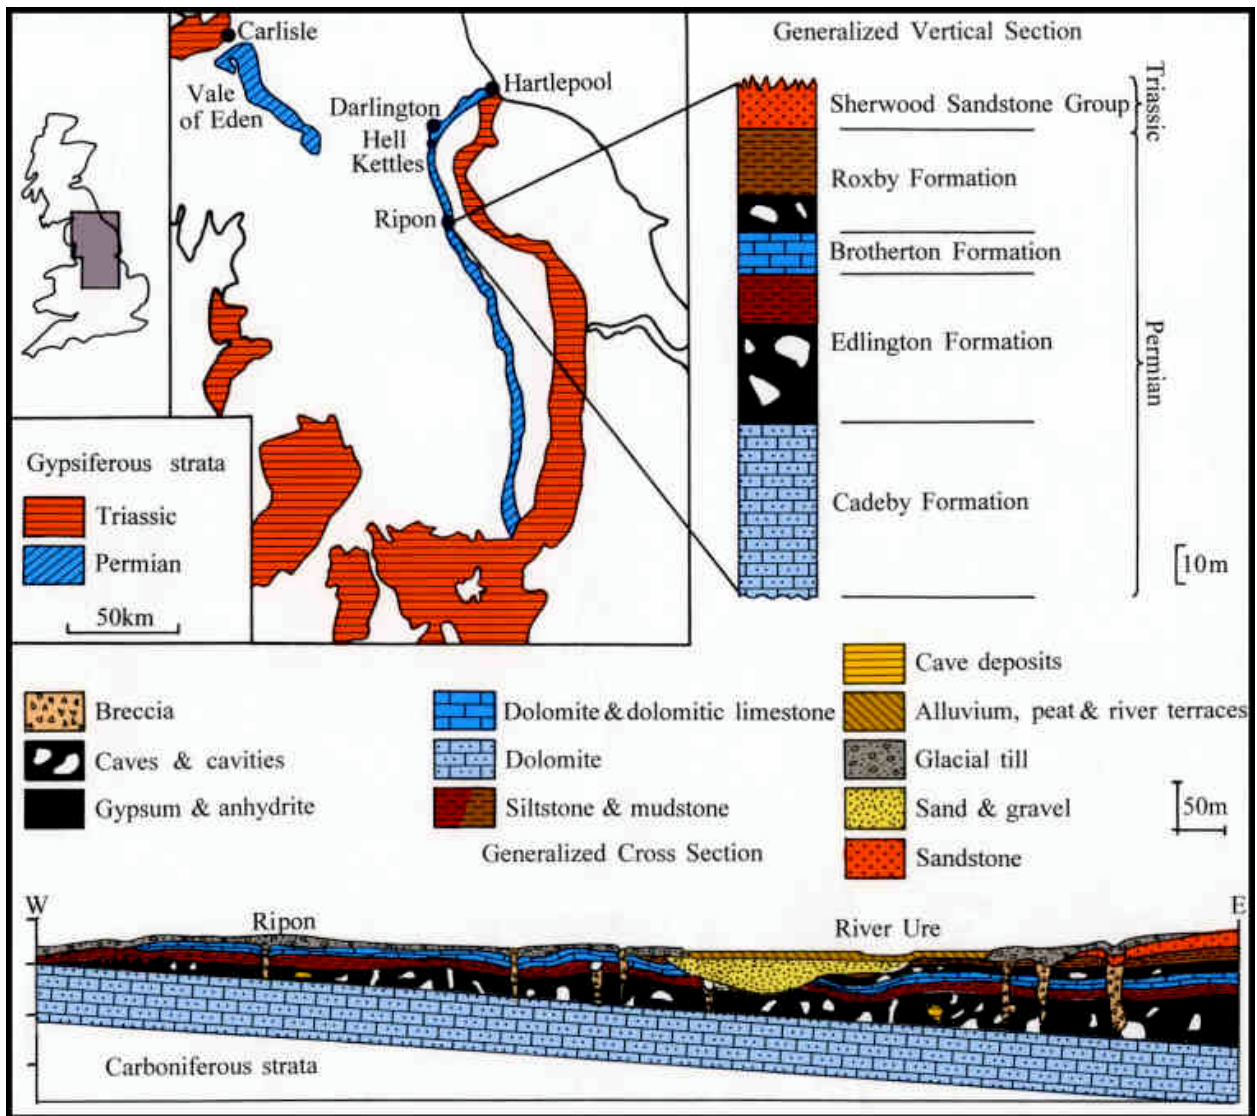 Carlisle
Vale
of Eden
Hartlepool
Darlington
Hell
Kettles
Ripon
Gypsiferous strata
Triassic
Permian
50km
Generalized Vertical Section
Sherwood Sandstone Group
Roxby Formation
Brotherton Formation
Edlington Formation
Cadeby Formation
Triassic
Permian
10m
Breccia
Caves & cavities
Gypsum & anhydrite
Dolomite & dolomitic limestone
Dolomite
Siltstone & mudstone
Cave deposits
Alluvium, peat & river terraces
Glacial till
Sand & gravel
Sandstone
50m
Generalized Cross Section
W
Ripon
River Ure
E
Carboniferous strata